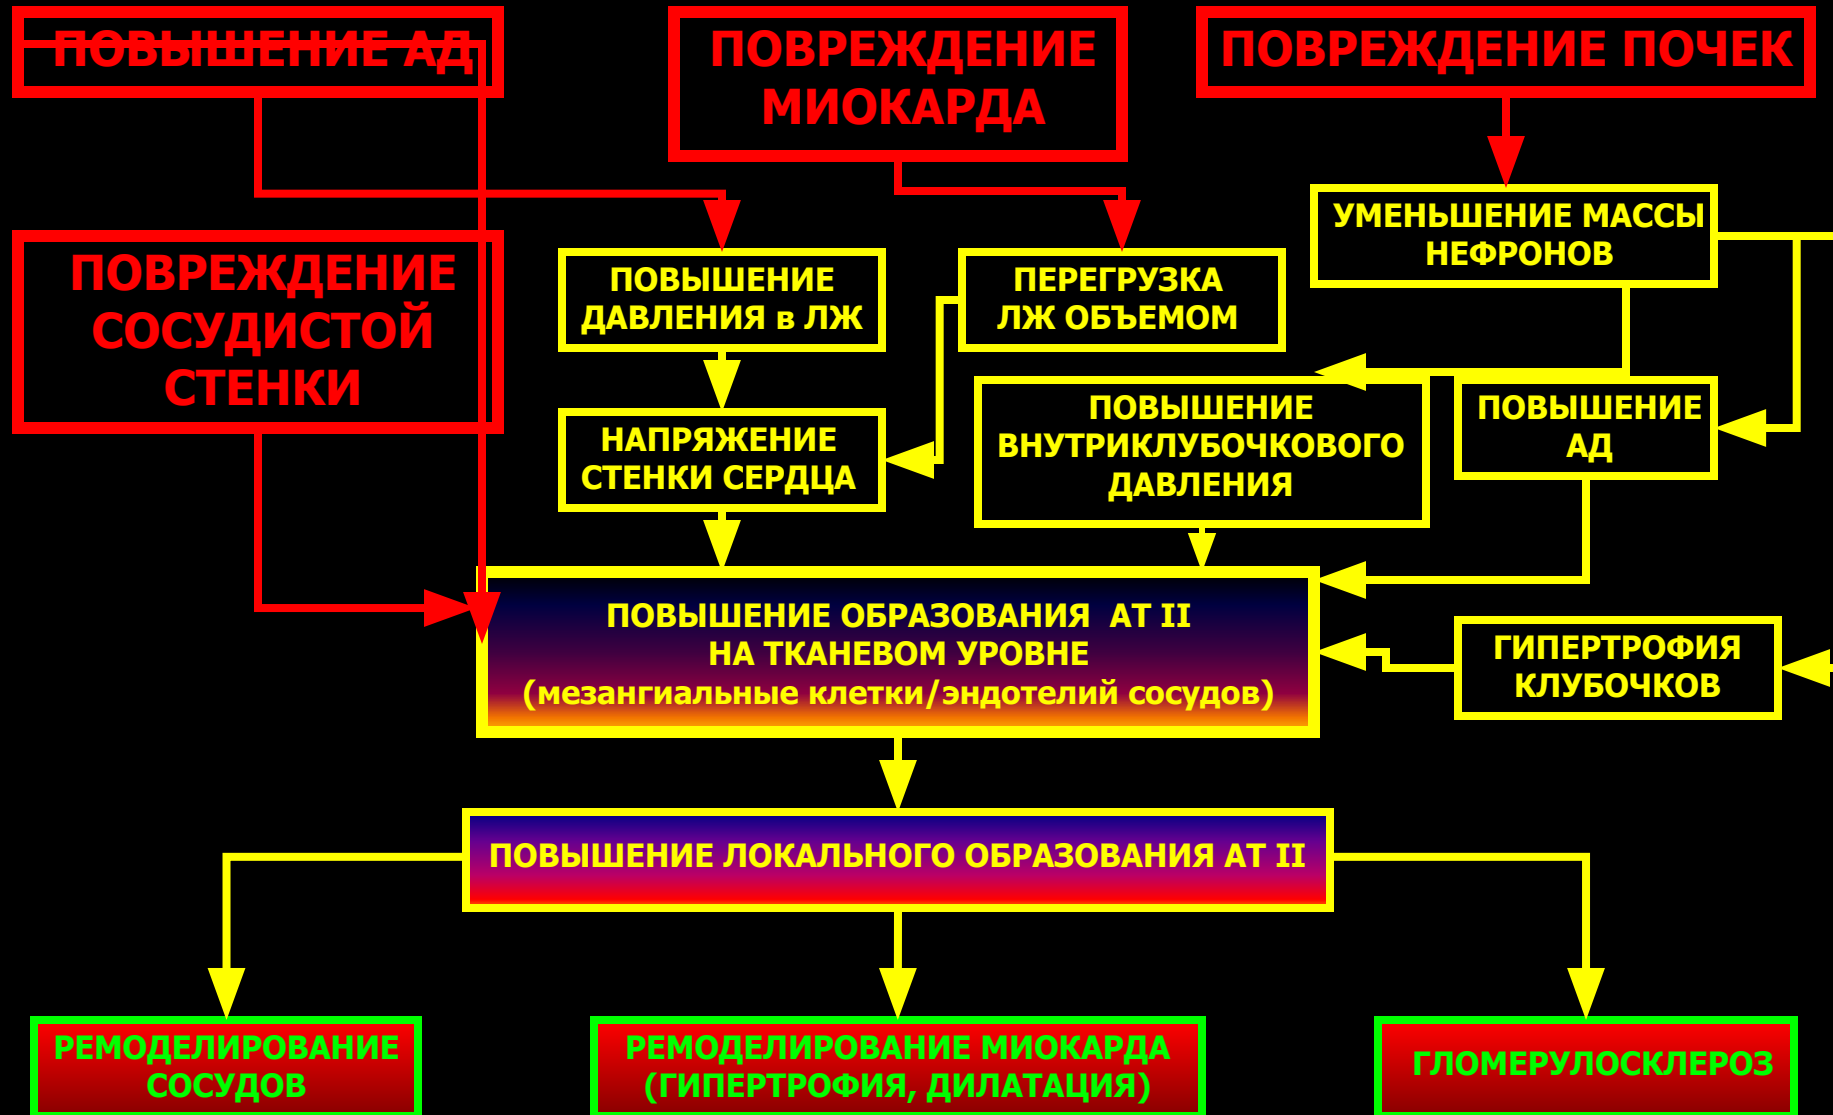 ПОВЫШЕНИЕ АД
ПОВРЕЖДЕНИЕ
МИОКАРДА
ПОВРЕЖДЕНИЕ ПОЧЕК
УМЕНЬШЕНИЕ МАССЫ
НЕФРОНОВ
ПОВРЕЖДЕНИЕ
СОСУДИСТОЙ
СТЕНКИ
ПОВЫШЕНИЕ
ДАВЛЕНИЯ в ЛЖ
ПЕРЕГРУЗКА
ЛЖ ОБЪЕМОМ
НАПРЯЖЕНИЕ
СТЕНКИ СЕРДЦА
ПОВЫШЕНИЕ
ВНУТРИКЛУБОЧКОВОГО
ДАВЛЕНИЯ
ПОВЫШЕНИЕ
АД
ПОВЫШЕНИЕ ОБРАЗОВАНИЯ АТ II
НА ТКАНЕВОМ УРОВНЕ
(мезангиальные клетки/эндотелий сосудов)
ГИПЕРТРОФИЯ
КЛУБОЧКОВ
ПОВЫШЕНИЕ ЛОКАЛЬНОГО ОБРАЗОВАНИЯ АТ II
РЕМОДЕЛИРОВАНИЕ
СОСУДОВ
РЕМОДЕЛИРОВАНИЕ МИОКАРДА
(ГИПЕРТРОФИЯ, ДИЛАТАЦИЯ)
ГЛОМЕРУЛОСКЛЕРОЗ